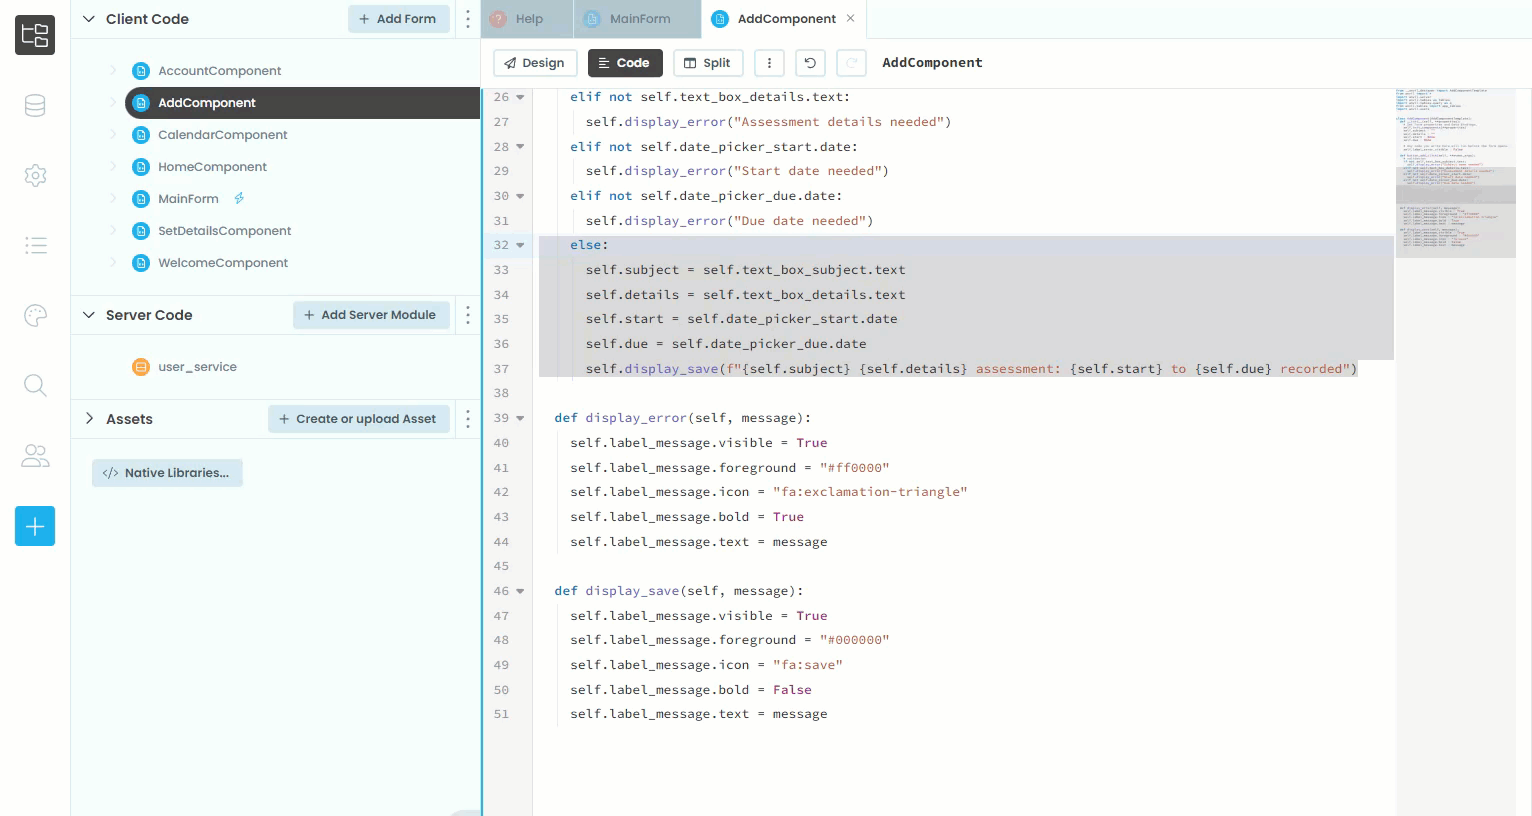 Client Code
+ Add Form
AccountComponent
AddComponent
CalendarComponent
HomeComponent
MainForm
SetDetailsComponent
WelcomeComponent
Server Code
+ Add Server Module
user_service
Assets
+ Create or upload Asset
</> Native Libraries...
Help
MainForm
AddComponent ×
Design
Code
Split
AddComponent
26 elif not self.text_box_details.text:
27 self.display_error("Assessment details needed")
28 elif not self.date_picker_start.date:
29 self.display_error("Start date needed")
30 elif not self.date_picker_due.date:
31 self.display_error("Due date needed")
32 else:
33 self.subject = self.text_box_subject.text
34 self.details = self.text_box_details.text
35 self.start = self.date_picker_start.date
36 self.due = self.date_picker_due.date
37 self.display_save(f"{self.subject} {self.details} assessment: {self.start} to {self.due} recorded")
38
39 def display_error(self, message):
40 self.label_message.visible = True
41 self.label_message.foreground = "#ff0000"
42 self.label_message.icon = "fa:exclamation-triangle"
43 self.label_message.bold = True
44 self.label_message.text = message
45
46 def display_save(self, message):
47 self.label_message.visible = True
48 self.label_message.foreground = "#000000"
49 self.label_message.icon = "fa:save"
50 self.label_message.bold = False
51 self.label_message.text = message